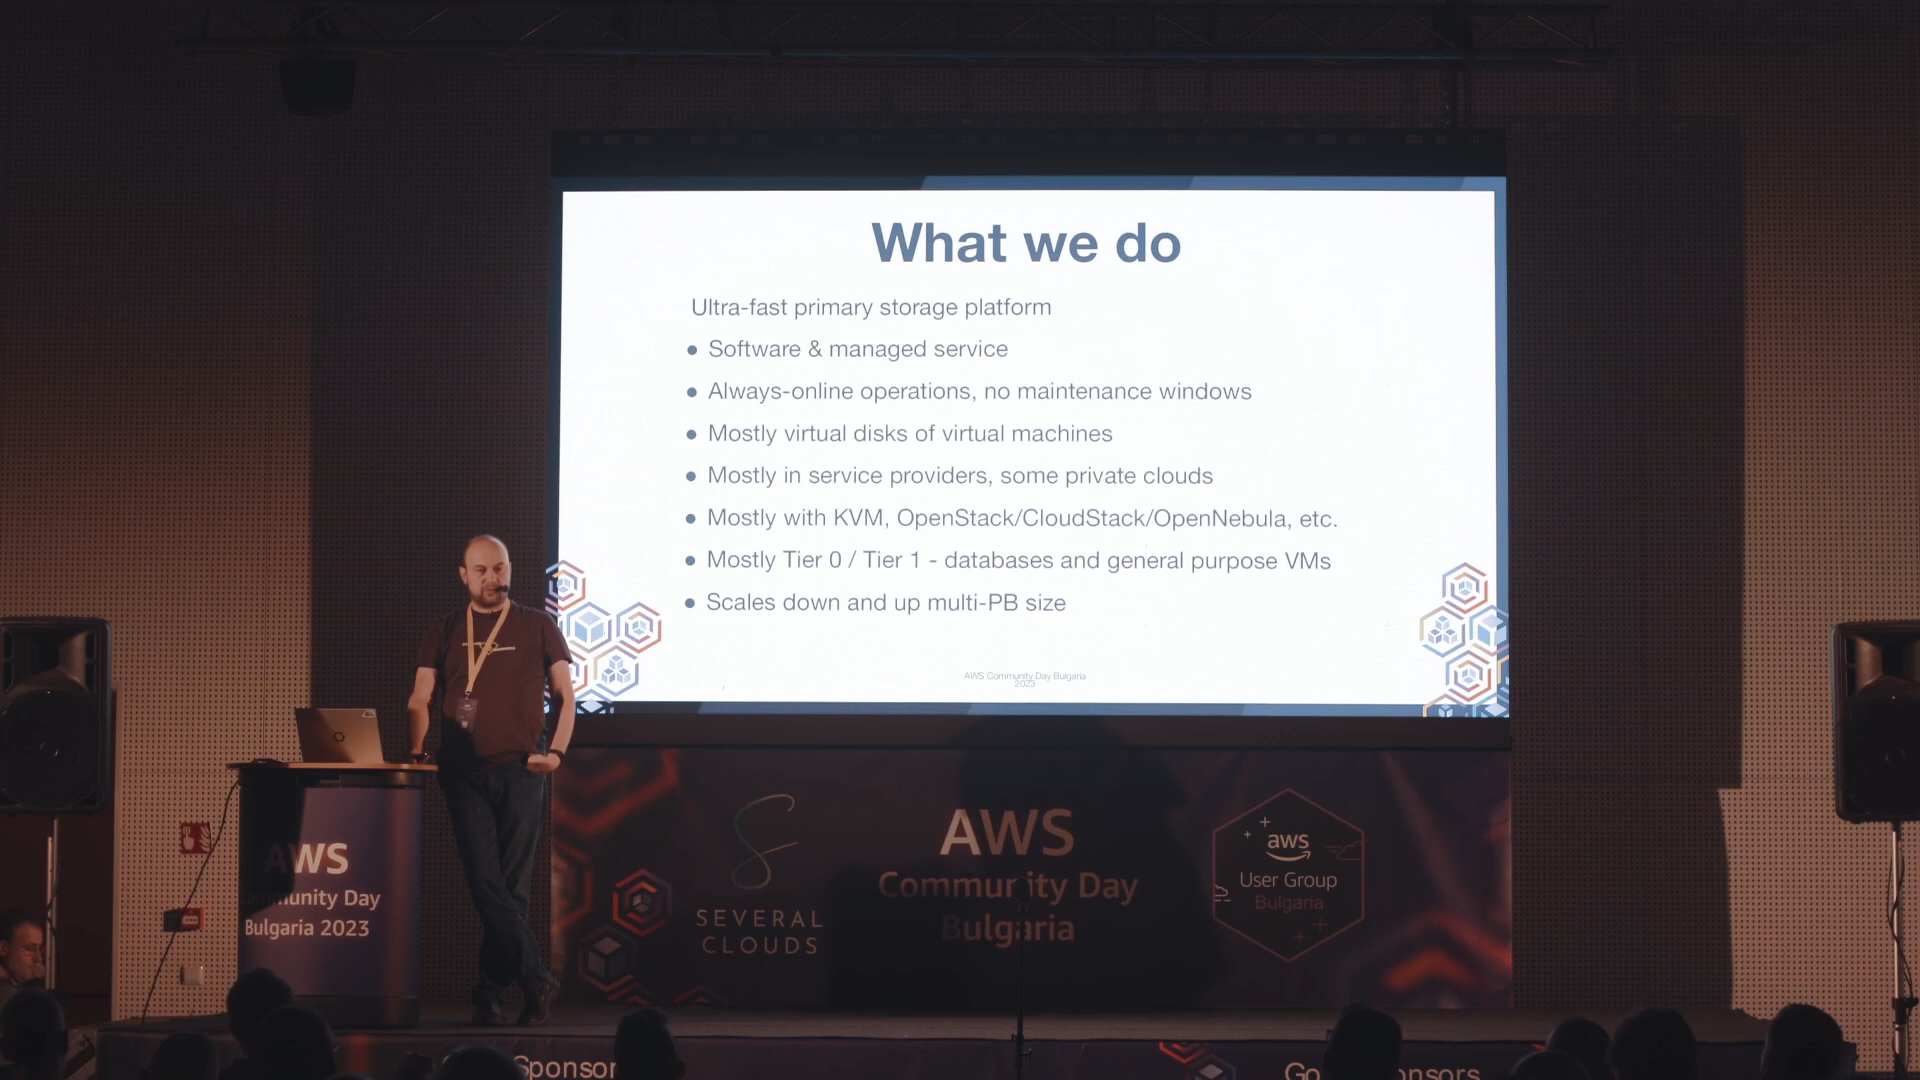 What we do
Ultra-fast primary storage platform
● Software & managed service
● Always-online operations, no maintenance windows
● Mostly virtual disks of virtual machines
● Mostly in service providers, some private clouds
● Mostly with KVM, OpenStack/CloudStack/OpenNebula, etc.
● Mostly Tier 0 / Tier 1 - databases and general purpose VMs
● Scales down and up multi-PB size
AWS Community Day Bulgaria
2023
AWS
Community Day
Bulgaria 2023
SEVERAL
CLOUDS
AWS
Community Day
Bulgaria
aws
User Group
Bulgaria
Sponsor